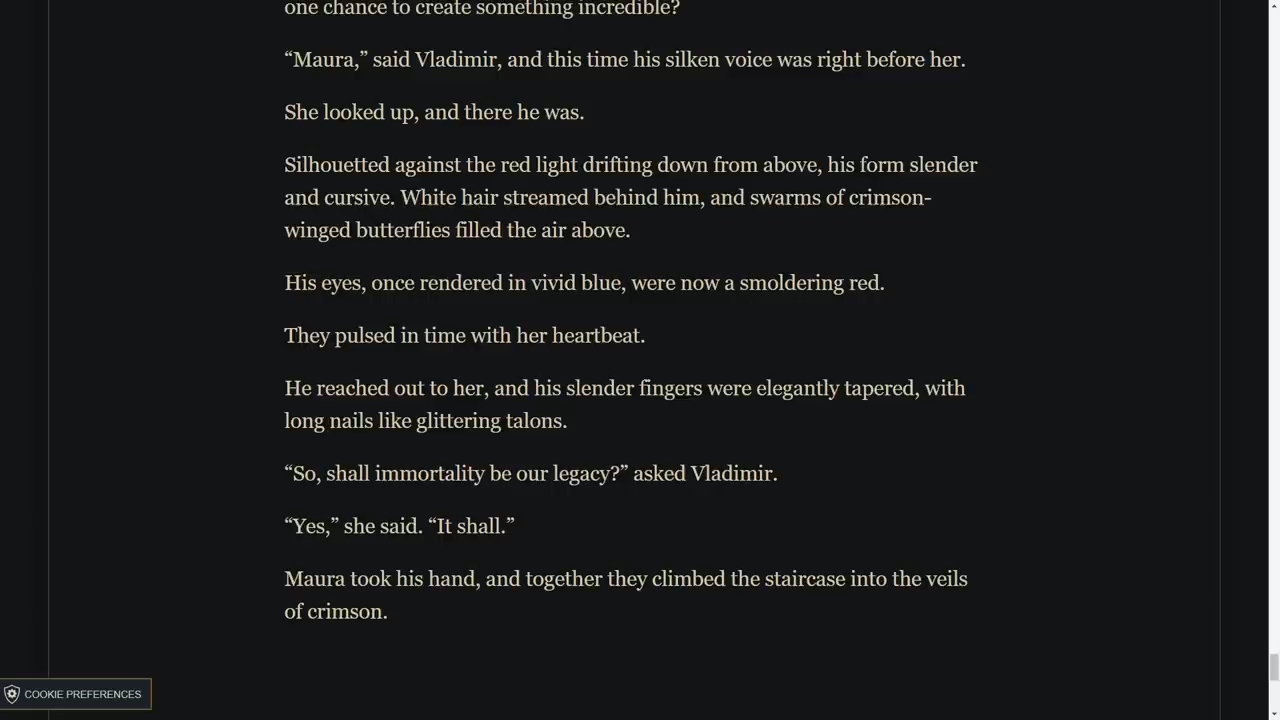 one chance to create something incredible?
“Maura,” said Vladimir, and this time his silken voice was right before her.
She looked up, and there he was.
Silhouetted against the red light drifting down from above, his form slender
and cursive. White hair streamed behind him, and swarms of crimson-
winged butterflies filled the air above.
His eyes, once rendered in vivid blue, were now a smoldering red.
They pulsed in time with her heartbeat.
He reached out to her, and his slender fingers were elegantly tapered, with
long nails like glittering talons.
“So, shall immortality be our legacy?” asked Vladimir.
“Yes,” she said. “It shall.”
Maura took his hand, and together they climbed the staircase into the veils
of crimson.
COOKIE PREFERENCES